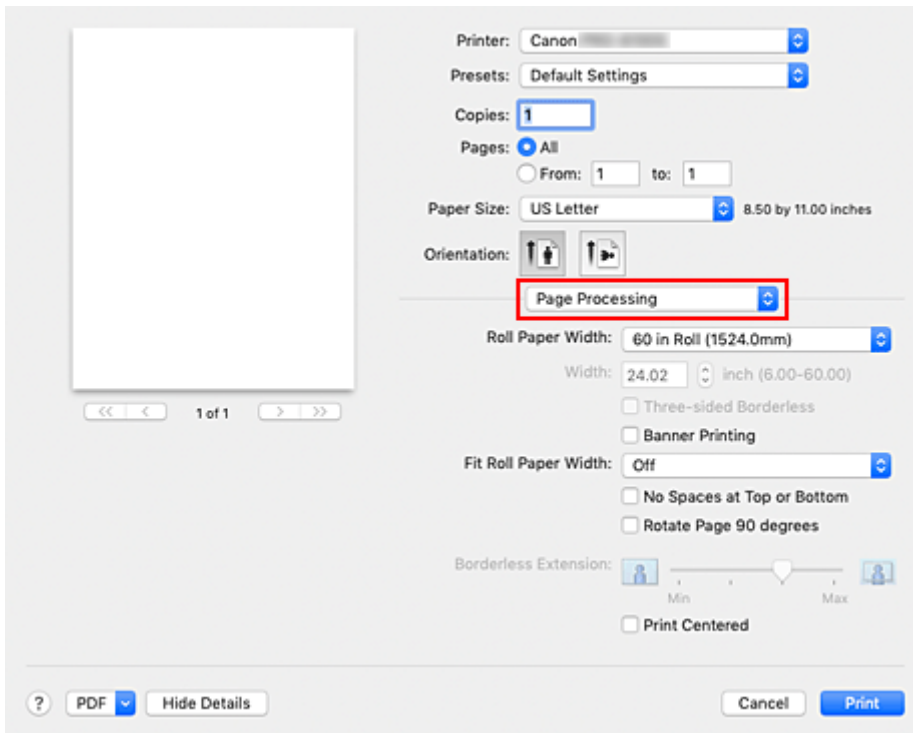 Printer: Canon
Presets: Default Settings
Copies: 1
Pages: All
From: 1 to: 1
Paper Size: US Letter 8.50 by 11.00 inches
Orientation:
Page Processing
Roll Paper Width: 60 in Roll (1524.0mm)
Width: 24.02 inch (6.00-60.00)
Three-sided Borderless
Banner Printing
Fit Roll Paper Width: Off
No Spaces at Top or Bottom
Rotate Page 90 degrees
Borderless Extension:
Min Max
Print Centered
1 of 1
? PDF Hide Details Cancel Print